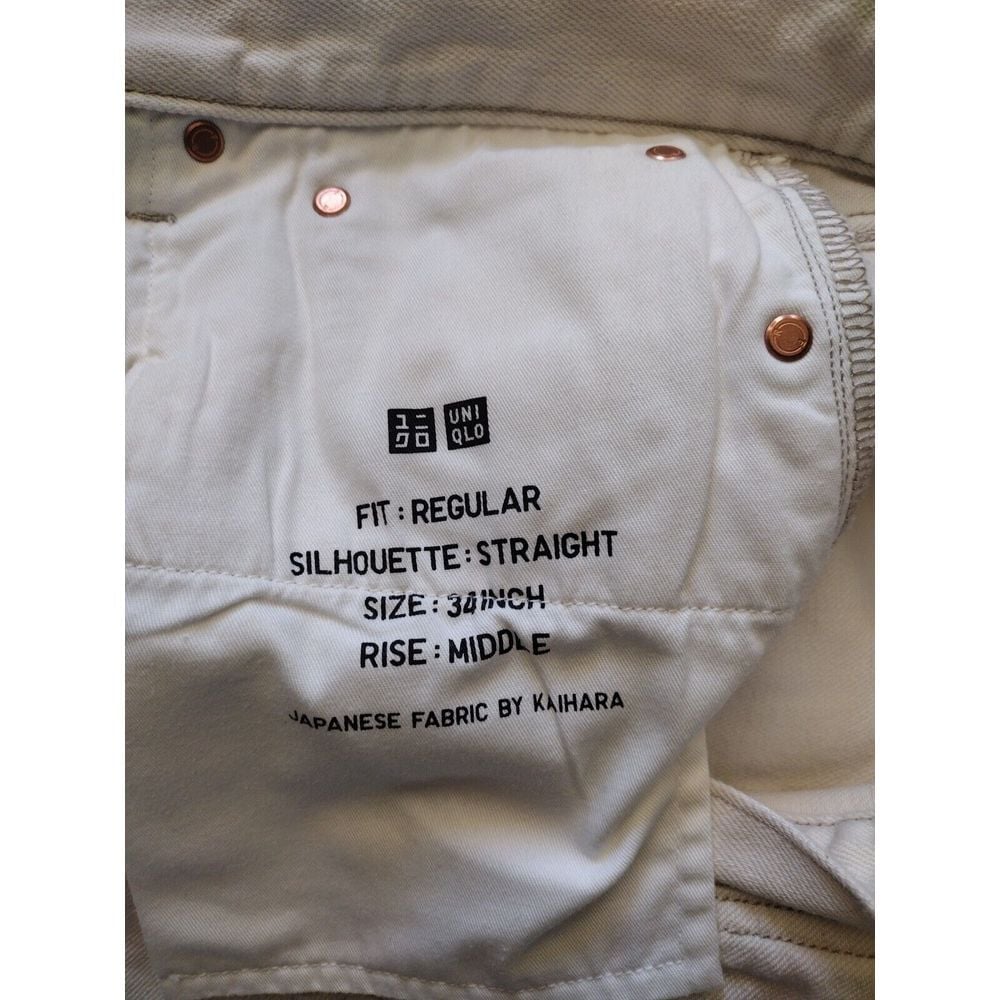 ユニ UNI
クロ QLO
FIT : REGULAR
SILHOUETTE : STRAIGHT
SIZE : 34INCH
RISE : MIDDLE
JAPANESE FABRIC BY KAIHARA